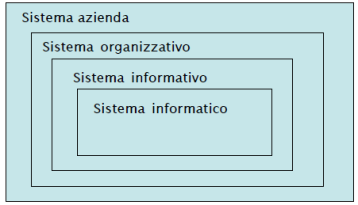 Sistema azienda
Sistema organizzativo
Sistema informativo
Sistema informatico